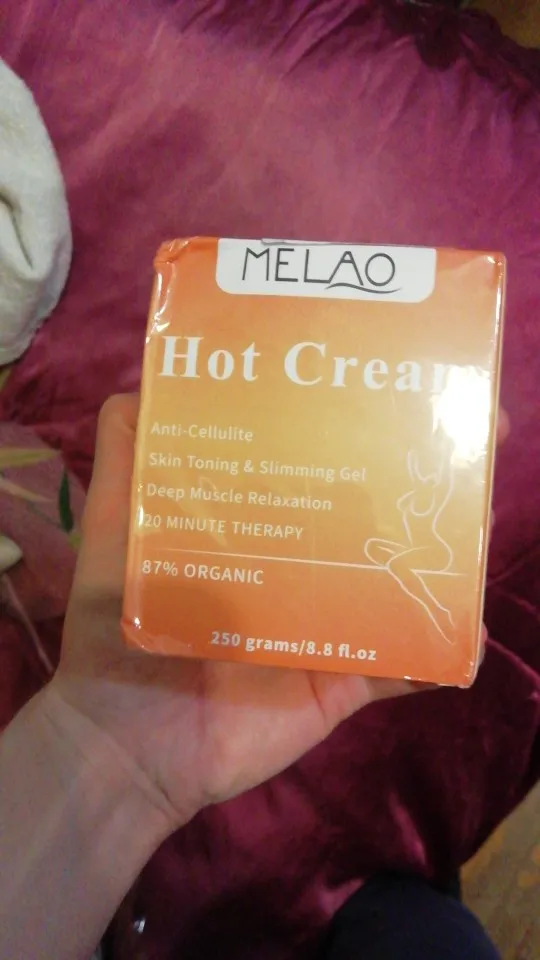 MELAO
Hot Cream
Anti-Cellulite
Skin Toning & Slimming Gel
Deep Muscle Relaxation
20 MINUTE THERAPY
87% ORGANIC
250 grams/8.8 fl.oz